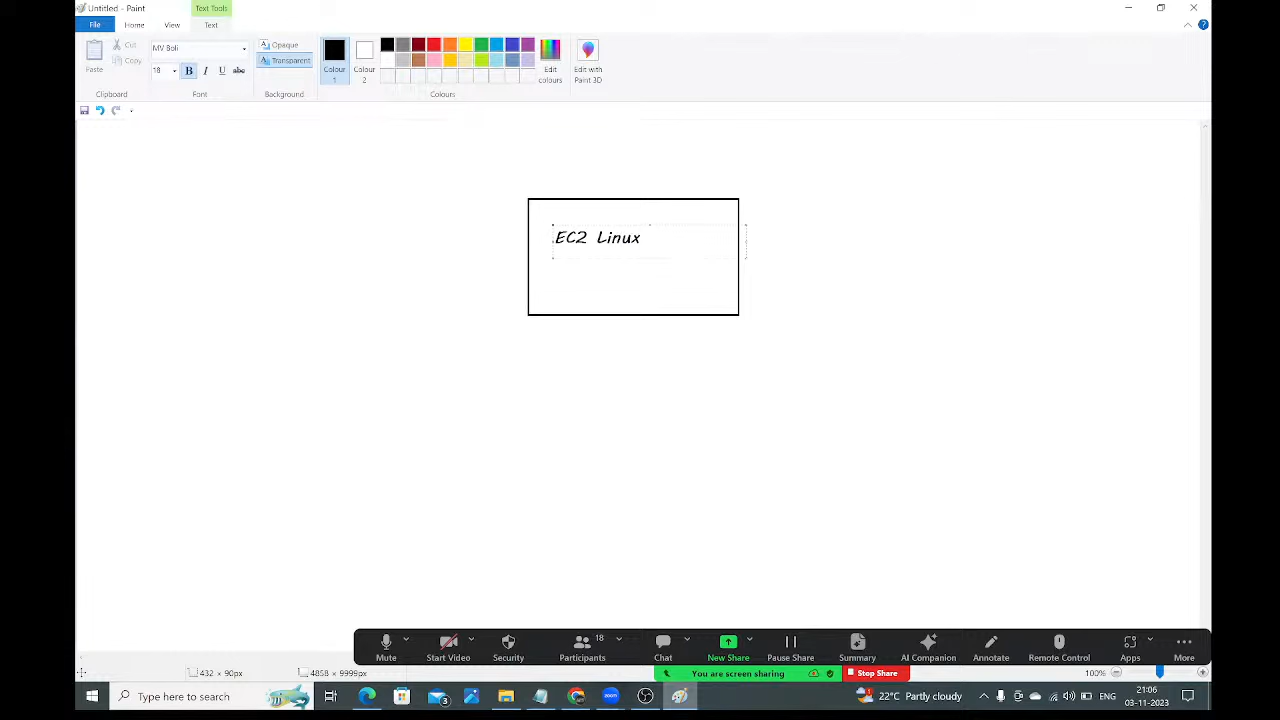 Untitled - Paint
Text Tools
File
Home
View
Text
Paste
Cut
Copy
Clipboard
MV Boli
18
B I U abc
Font
Opaque
Transparent
Background
Colour 1
Colour 2
Edit colours
Colours
Edit with Paint 3D
EC2 Linux
Mute
Start Video
Security
18
Participants
Chat
New Share
Pause Share
Summary
AI Companion
Annotate
Remote Control
Apps
More
You are screen sharing
Stop Share
432 × 90px
4858 × 9999px
100%
Type here to search
3
zoom
22°C Partly cloudy
ENG
21:06
03-11-2023